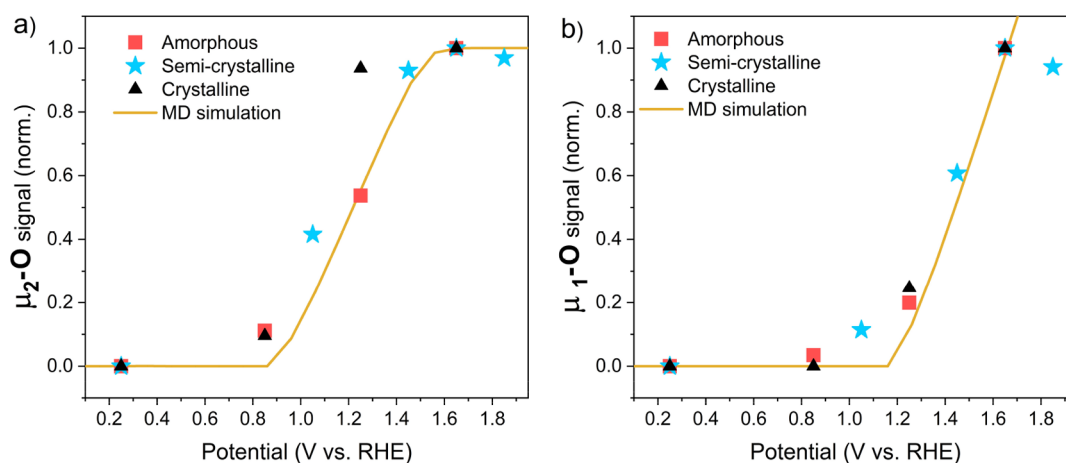 a)
Amorphous
Semi-crystalline
Crystalline
MD simulation
1.0
0.8
0.6
0.4
0.2
0.0
μ2-O signal (norm.)
0.2 0.4 0.6 0.8 1.0 1.2 1.4 1.6 1.8
Potential (V vs. RHE)
b)
Amorphous
Semi-crystalline
Crystalline
MD simulation
1.0
0.8
0.6
0.4
0.2
0.0
μ 1-O signal (norm.)
0.2 0.4 0.6 0.8 1.0 1.2 1.4 1.6 1.8
Potential (V vs. RHE)